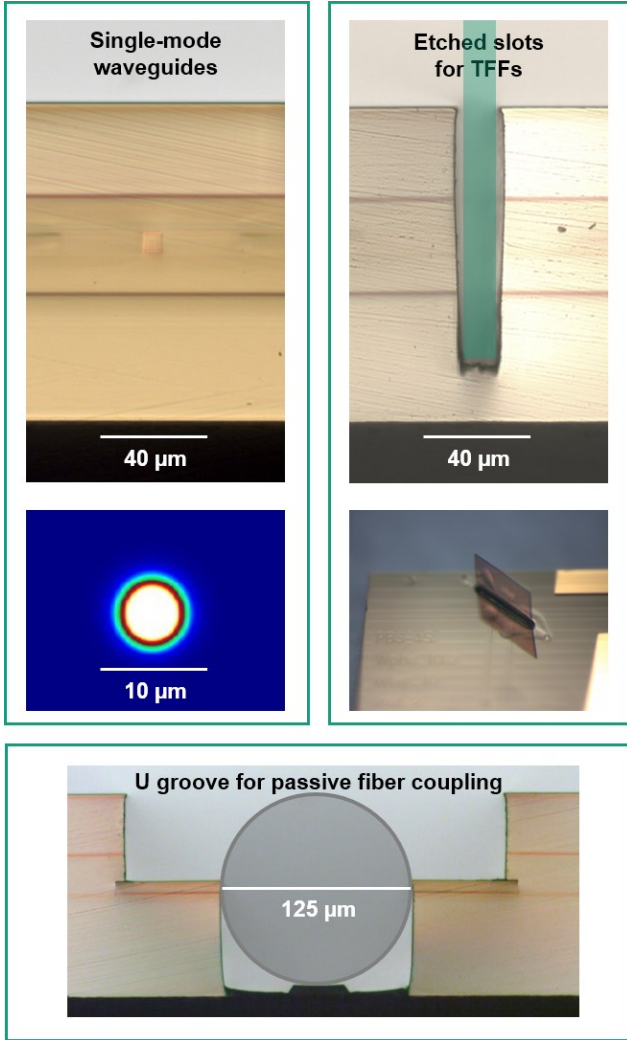 Single-mode
waveguides
40 µm
10 µm
Etched slots
for TFFs
40 µm
U groove for passive fiber coupling
125 µm